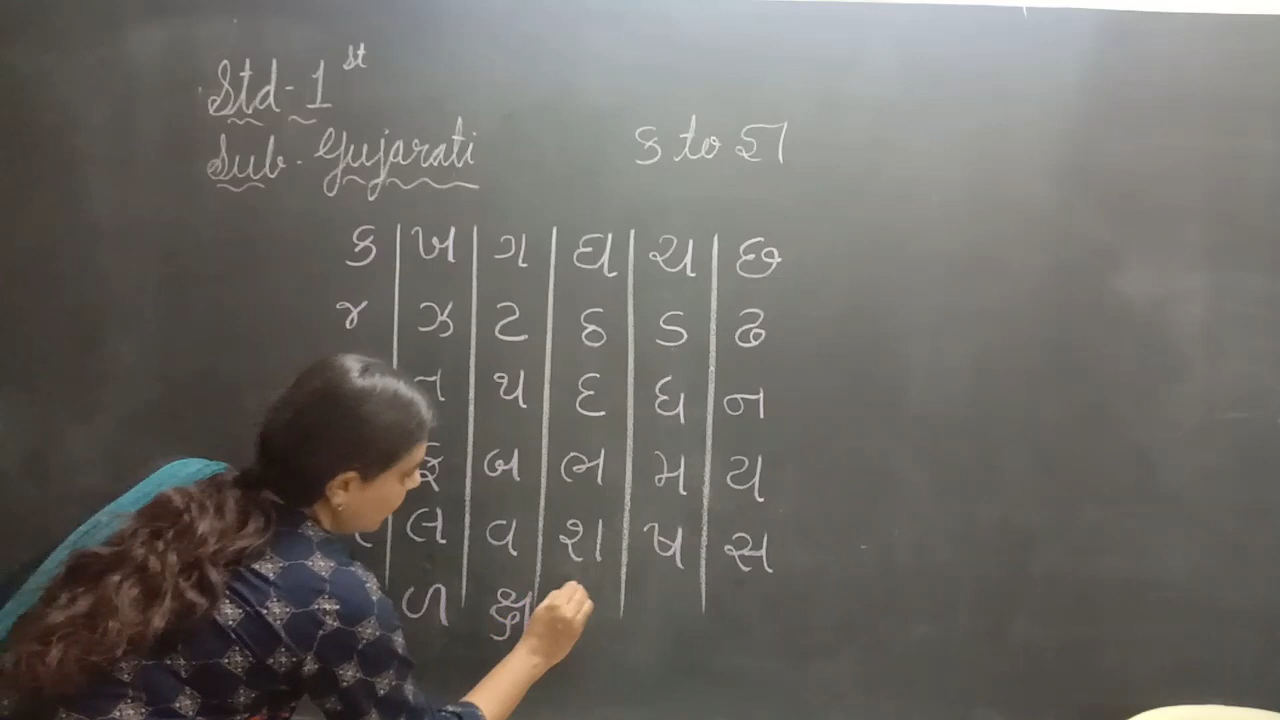 Std - 1st
Sub - Gujarati
ક to જ્ઞ
ક ખ ગ ઘ ચ છ
જ ઝ ટ ઠ ડ ઢ
ત થ દ ધ ન
ફ બ ભ મ ય
લ વ શ ષ સ
ળ ક્ષ